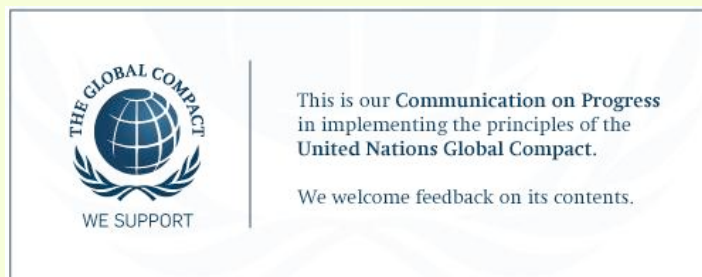 THE GLOBAL COMPACT
WE SUPPORT
This is our Communication on Progress
in implementing the principles of the
United Nations Global Compact.
We welcome feedback on its contents.